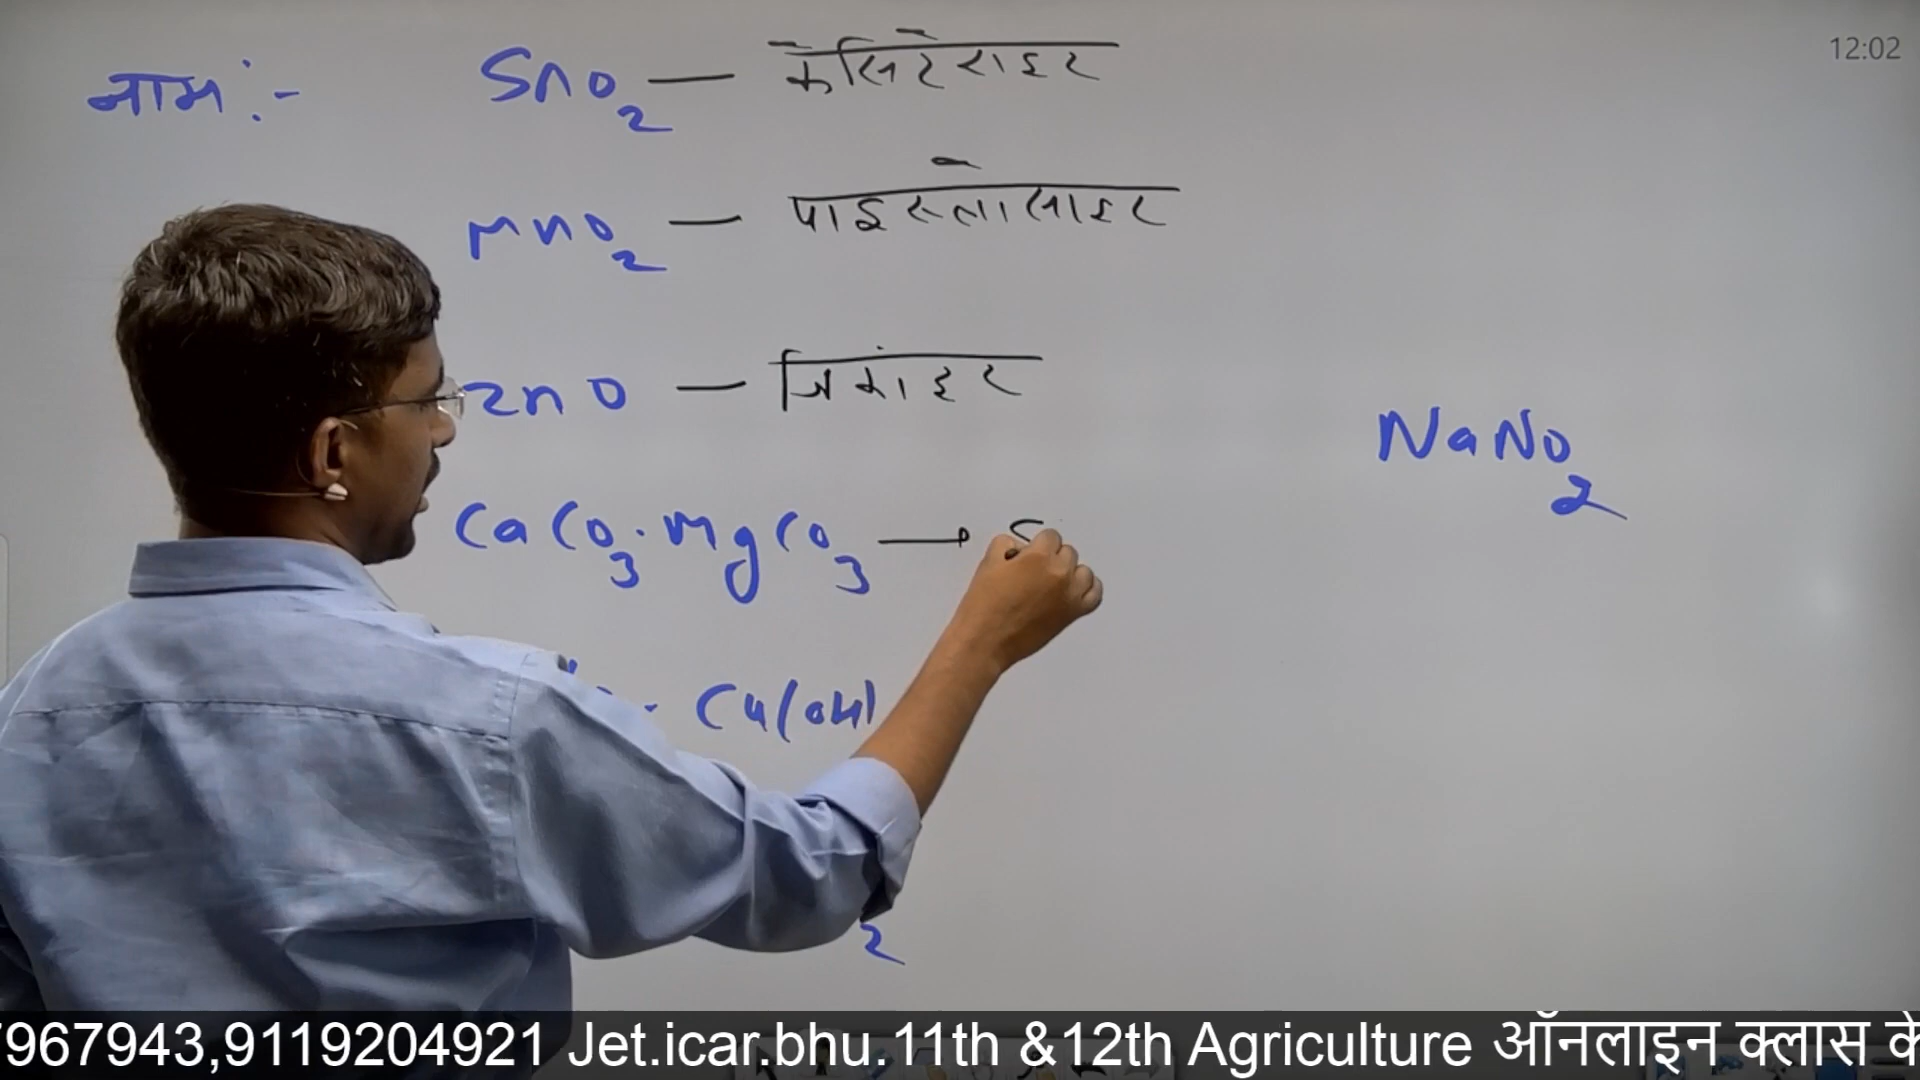 12:02
नाम :-
SnO2 — केसिटेराइट
MnO2 — पाइरुलोसाइट
ZnO — जिंकाइट
NaNO2
CaCO3.MgCO3 →
. Cu(OH)
2
7967943,9119204921 Jet.icar.bhu.11th &12th Agriculture ऑनलाइन क्लास के